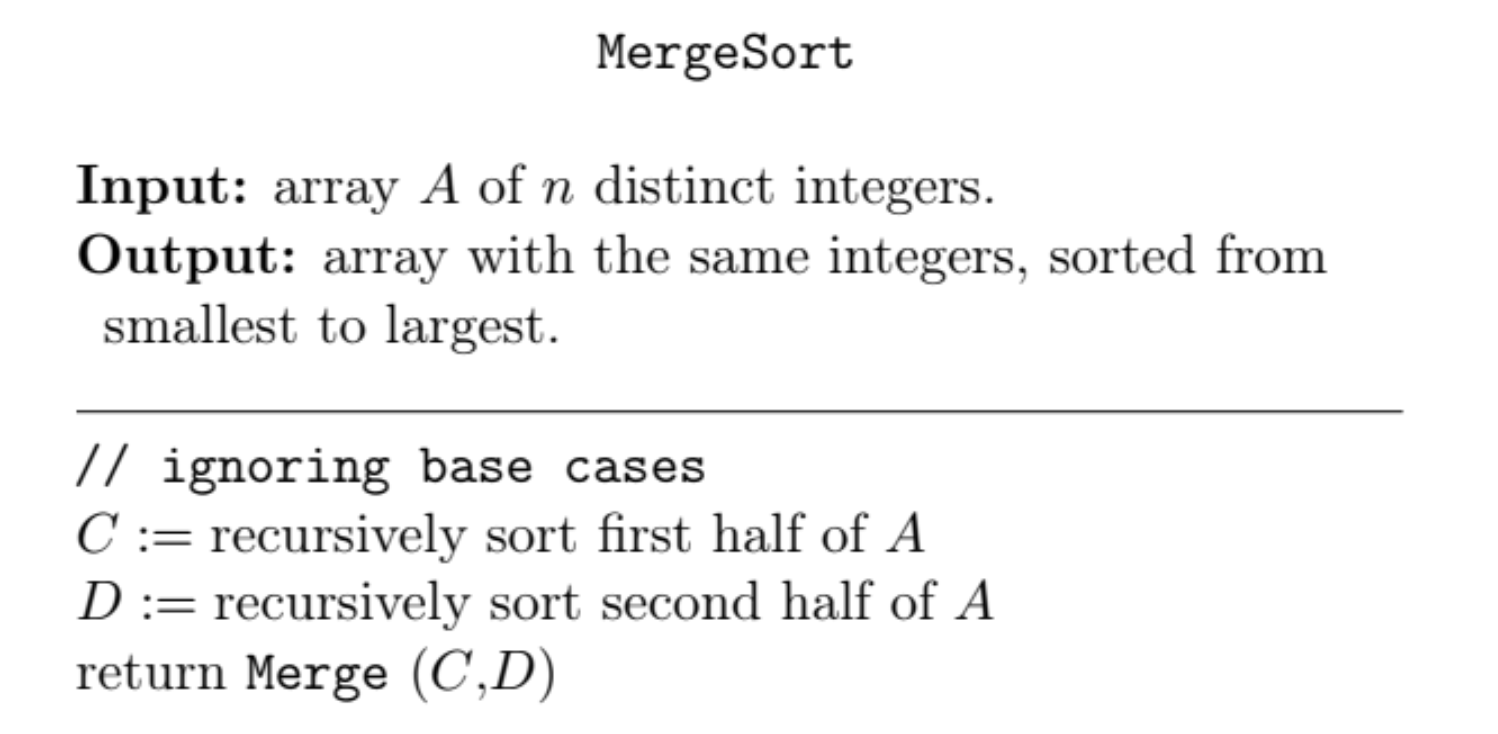 MergeSort
Input: array A of n distinct integers.
Output: array with the same integers, sorted from
smallest to largest.
// ignoring base cases
C := recursively sort first half of A
D := recursively sort second half of A
return Merge (C,D)